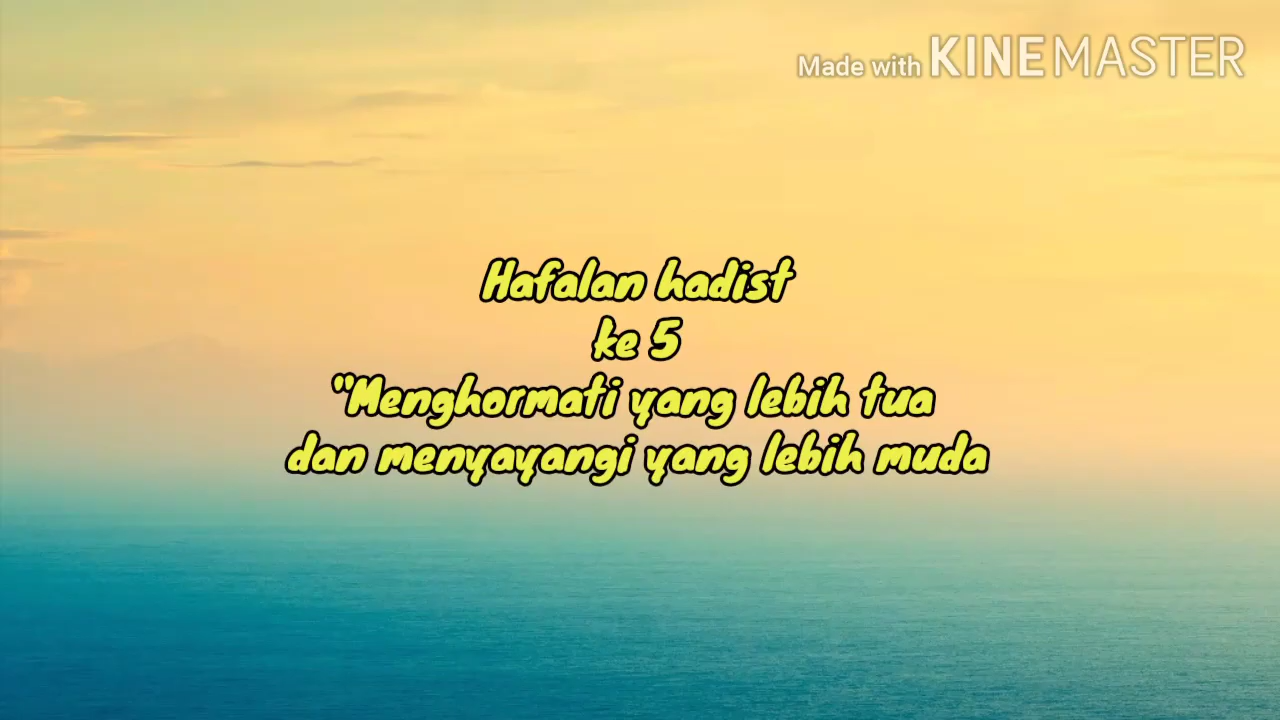 Made with KINEMASTER
Hafalan hadist
ke 5
"Menghormati yang lebih tua
dan menyayangi yang lebih muda